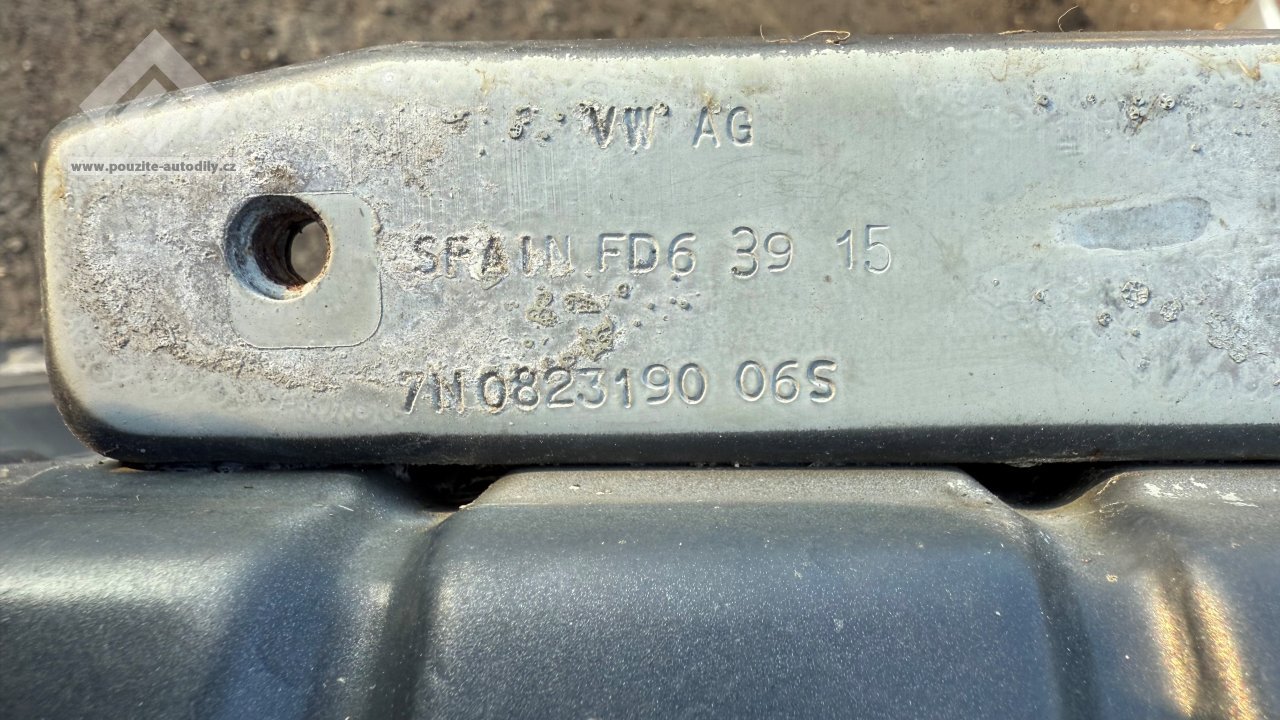 www.pouzite-autodily.cz
VW AG
SPAIN FD6 39 15
7N0823190 06S